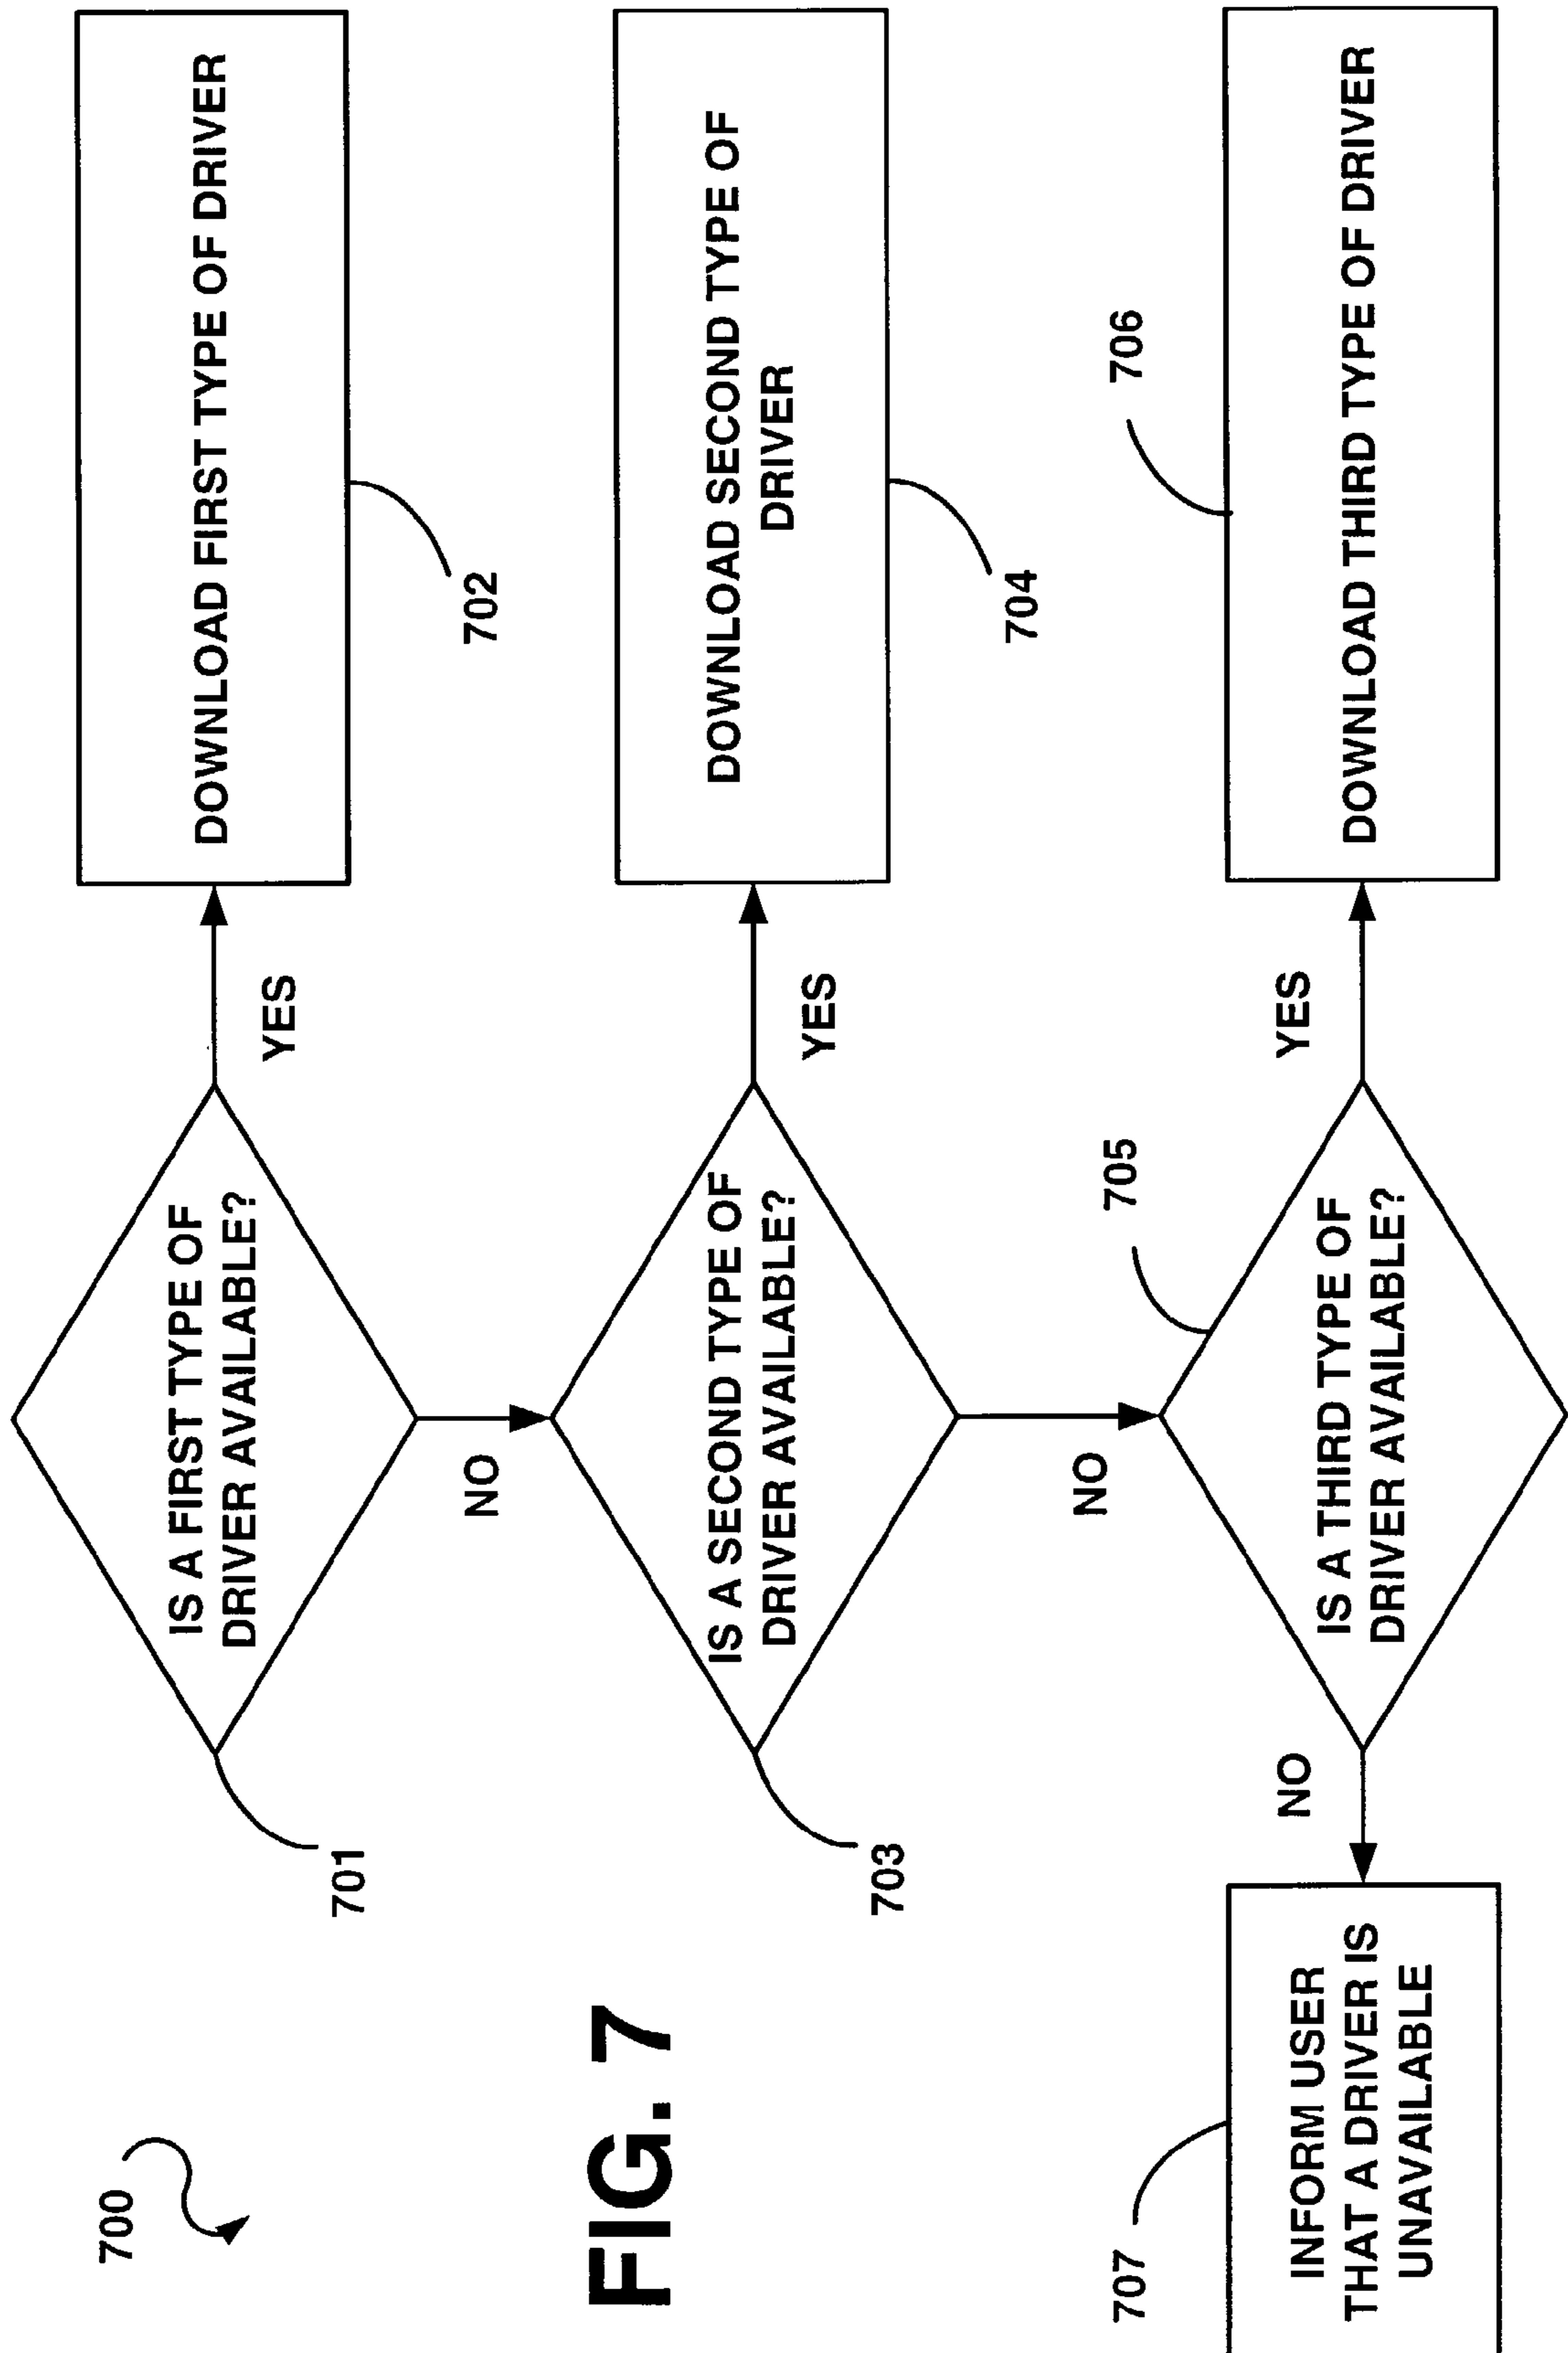 700
IS A FIRST TYPE OF
DRIVER AVAILABLE?
701
YES
DOWNLOAD FIRST TYPE OF DRIVER
702
NO
IS A SECOND TYPE OF
DRIVER AVAILABLE?
703
YES
DOWNLOAD SECOND TYPE OF
DRIVER
704
NO
IS A THIRD TYPE OF
DRIVER AVAILABLE?
705
YES
DOWNLOAD THIRD TYPE OF DRIVER
706
NO
INFORM USER
THAT A DRIVER IS
UNAVAILABLE
707
FIG. 7